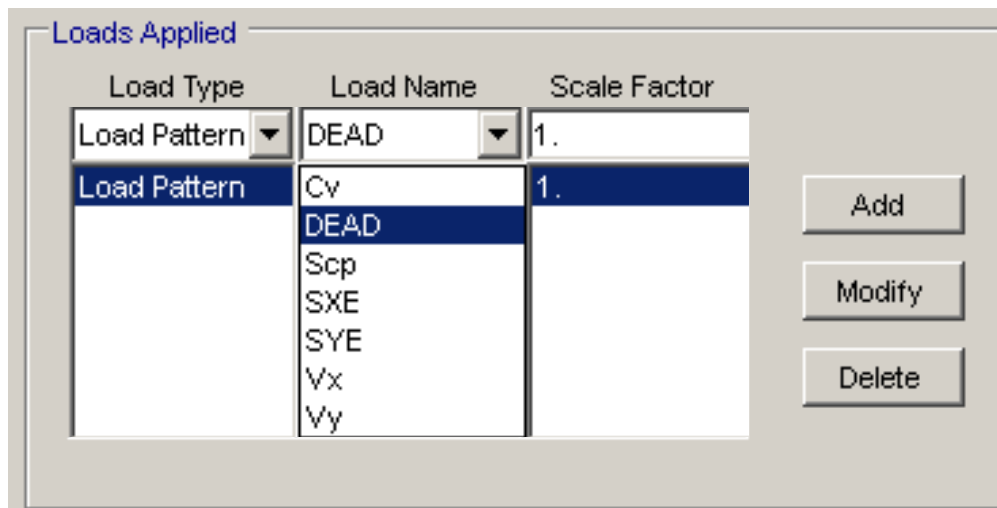 Loads Applied
Load Type Load Name Scale Factor
Load Pattern DEAD 1.
Load Pattern Cv 1.
DEAD
Scp
SXE
SYE
Vx
Vy
Add
Modify
Delete